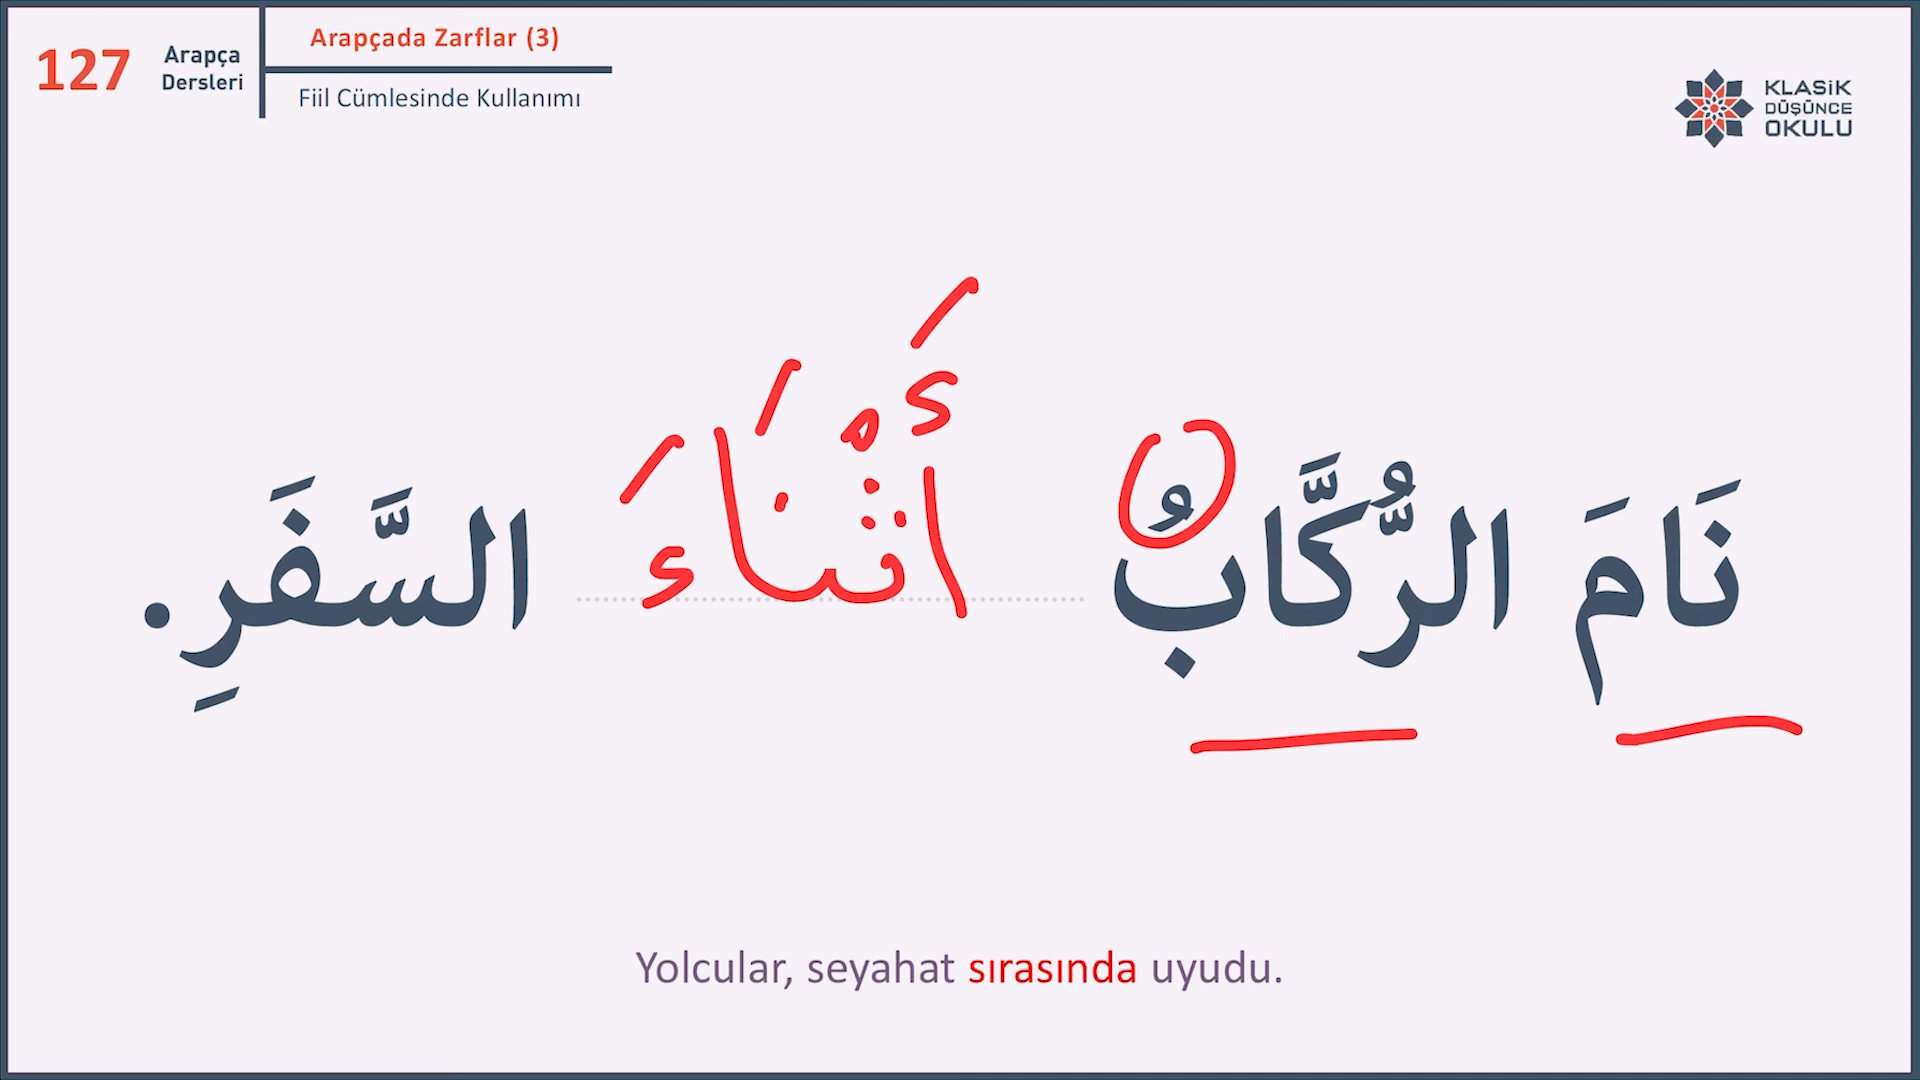 127
Arapça
Dersleri
Arapçada Zarflar (3)
Fiil Cümlesinde Kullanımı
KLASİK
DÜŞÜNCE
OKULU
نَامَ الرُّكَّابُ أَثْنَاءَ السَّفَرِ.
Yolcular, seyahat sırasında uyudu.